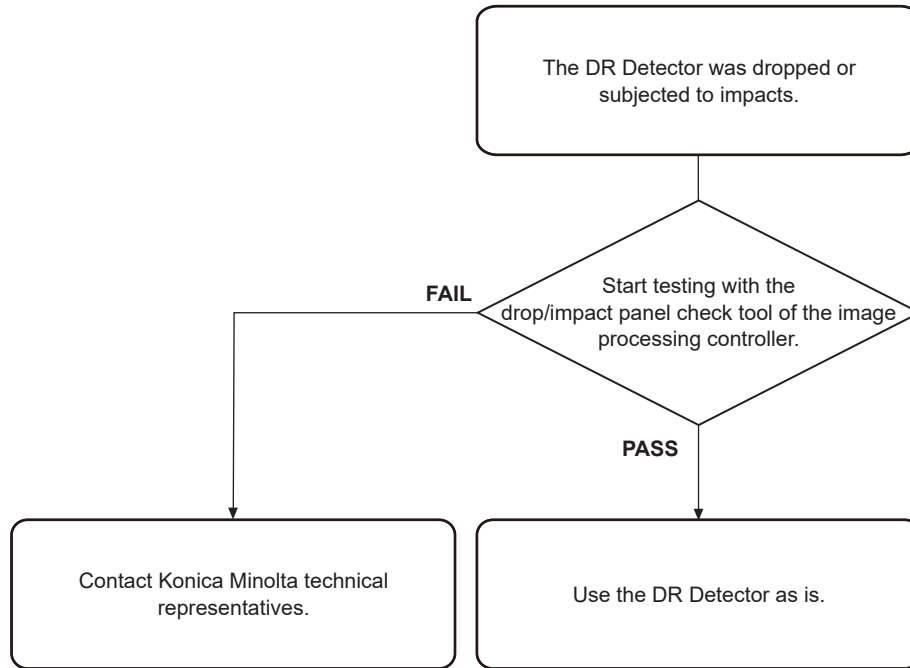 The DR Detector was dropped or
subjected to impacts.
Start testing with the
drop/impact panel check tool of the image
processing controller.
FAIL
PASS
Contact Konica Minolta technical
representatives.
Use the DR Detector as is.